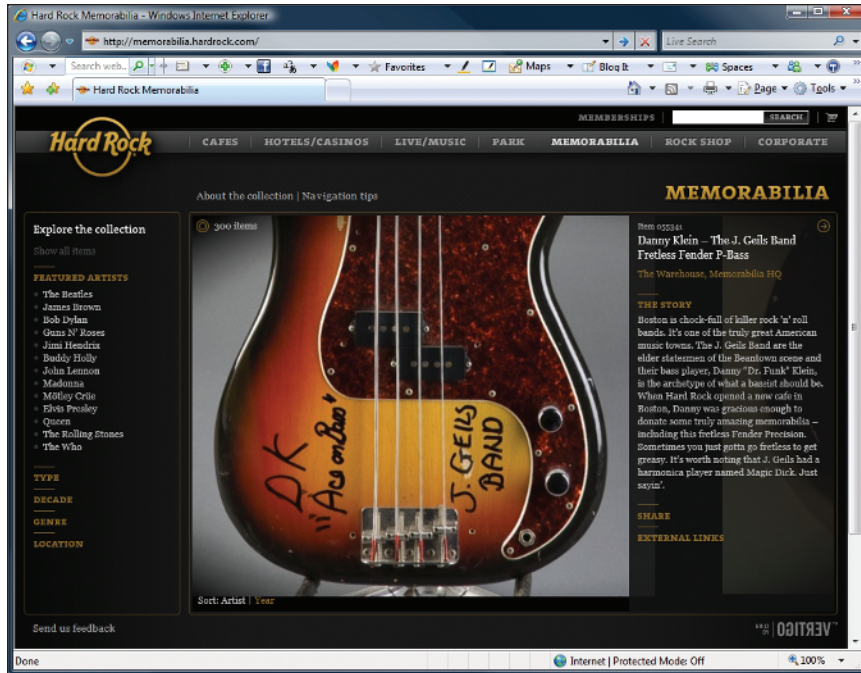 Hard Rock Memorabilia - Windows Internet Explorer
http://memorabilia.hardrock.com/
Live Search
Search web...
Favorites
Maps
Blog It
Spaces
Hard Rock Memorabilia
Page
Tools
MEMBERSHIPS
SEARCH
Hard Rock
CAFES
HOTELS/CASINOS
LIVE/MUSIC
PARK
MEMORABILIA
ROCK SHOP
CORPORATE
About the collection | Navigation tips
MEMORABILIA
Explore the collection
Show all items
FEATURED ARTISTS
The Beatles
James Brown
Bob Dylan
Guns N' Roses
Jimi Hendrix
Buddy Holly
John Lennon
Madonna
Mötley Crüe
Elvis Presley
Queen
The Rolling Stones
The Who
TYPE
DECADE
GENRE
LOCATION
300 items
DK
"Ace on Bass"
J. GEILS
BAND
Sort: Artist | Year
Item 055341
Danny Klein – The J. Geils Band
Fretless Fender P-Bass
The Warehouse, Memorabilia HQ
THE STORY
Boston is chock-full of killer rock 'n' roll
bands. It's one of the truly great American
music towns. The J. Geils Band are the
elder statesmen of the Beantown scene and
their bass player, Danny "Dr. Funk" Klein,
is the archetype of what a bassist should be.
When Hard Rock opened a new cafe in
Boston, Danny was gracious enough to
donate some truly amazing memorabilia –
including this fretless Fender Precision.
Sometimes you just gotta go fretless to get
greasy. It's worth noting that J. Geils had a
harmonica player named Magic Dick. Just
sayin'.
SHARE
EXTERNAL LINKS
Send us feedback
VERTIGO
Done
Internet | Protected Mode: Off
100%